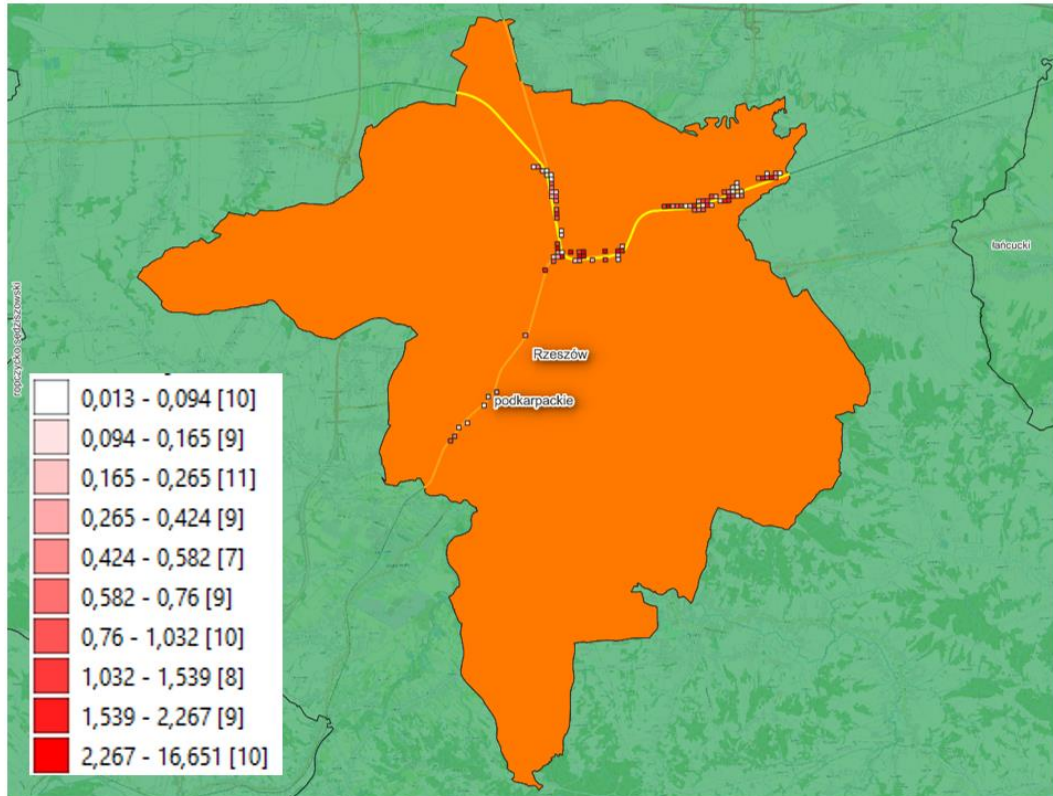 łańcucki
ropczycko-sędziszowski
Rzeszów
podkarpackie
0,013 - 0,094 [10]
0,094 - 0,165 [9]
0,165 - 0,265 [11]
0,265 - 0,424 [9]
0,424 - 0,582 [7]
0,582 - 0,76 [9]
0,76 - 1,032 [10]
1,032 - 1,539 [8]
1,539 - 2,267 [9]
2,267 - 16,651 [10]